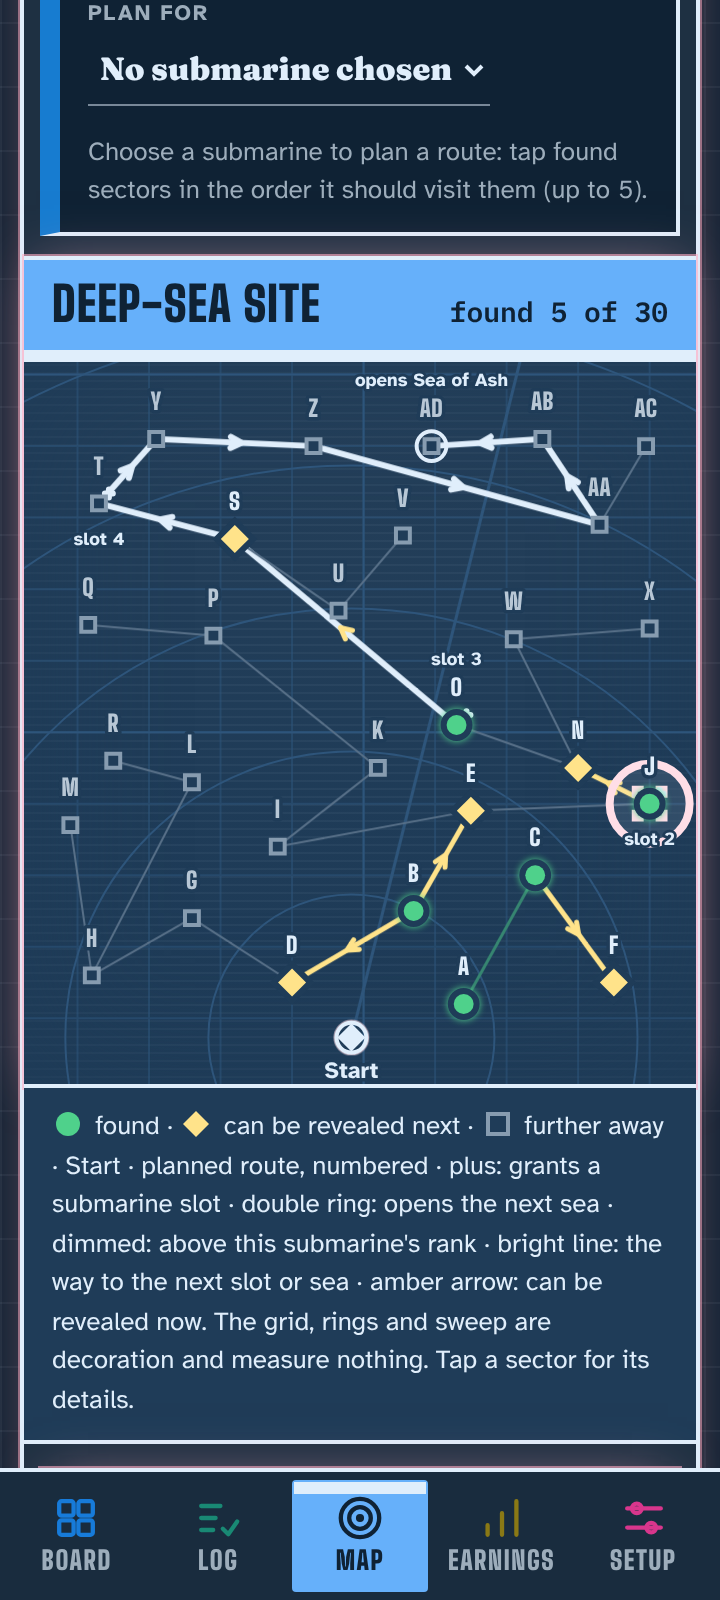 PLAN FOR
No submarine chosen
Choose a submarine to plan a route: tap found
sectors in the order it should visit them (up to 5).
DEEP-SEA SITE
found 5 of 30
opens Sea of Ash
Y
Z
AD
AB
AC
T
S
V
AA
slot 4
Q
P
U
W
X
slot 3
O
R
L
K
N
M
I
E
J
slot 2
C
G
B
H
D
A
F
Start
found · can be revealed next · further away
· Start · planned route, numbered · plus: grants a
submarine slot · double ring: opens the next sea ·
dimmed: above this submarine's rank · bright line: the
way to the next slot or sea · amber arrow: can be
revealed now. The grid, rings and sweep are
decoration and measure nothing. Tap a sector for its
details.
BOARD
LOG
MAP
EARNINGS
SETUP